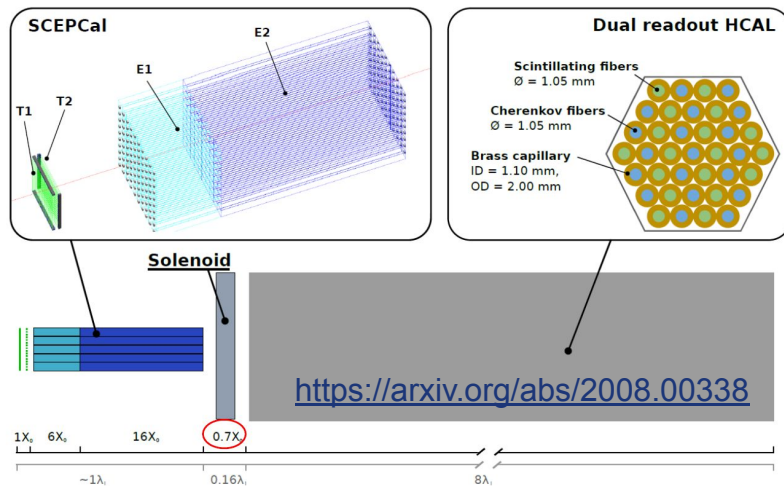 SCEPCal
E1
E2
T1
T2
Dual readout HCAL
Scintillating fibers
Ø = 1.05 mm
Cherenkov fibers
Ø = 1.05 mm
Brass capillary
ID = 1.10 mm,
OD = 2.00 mm
Solenoid
https://arxiv.org/abs/2008.00338
1X₀ 6X₀ 16X₀ 0.7X₀
~1λᵢ 0.16λᵢ 8λᵢ